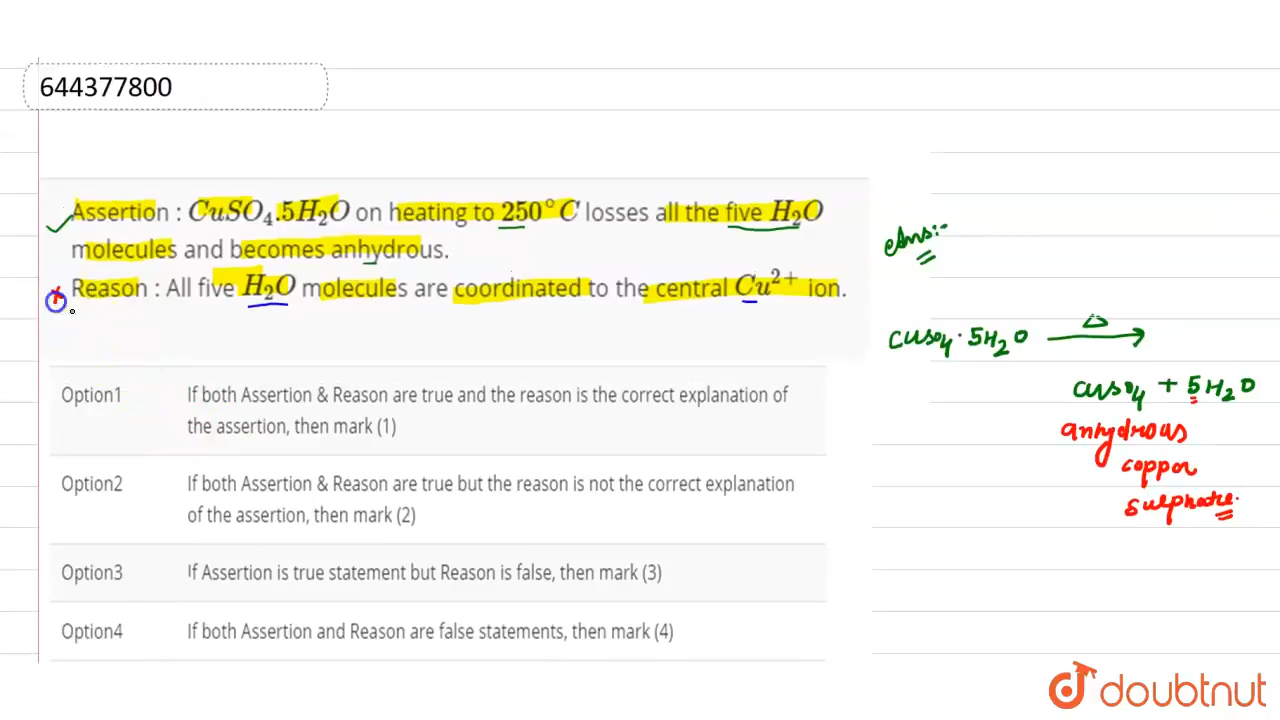 644377800
Assertion : CuSO₄.5H₂O on heating to 250°C losses all the five H₂O
molecules and becomes anhydrous.
Reason : All five H₂O molecules are coordinated to the central Cu²⁺ ion.
Ans:-
CuSO₄·5H₂O —Δ→
CuSO₄ + 5H₂O
anhydrous
coppor
sulphate.
Option1 If both Assertion & Reason are true and the reason is the correct explanation of
the assertion, then mark (1)
Option2 If both Assertion & Reason are true but the reason is not the correct explanation
of the assertion, then mark (2)
Option3 If Assertion is true statement but Reason is false, then mark (3)
Option4 If both Assertion and Reason are false statements, then mark (4)
doubtnut